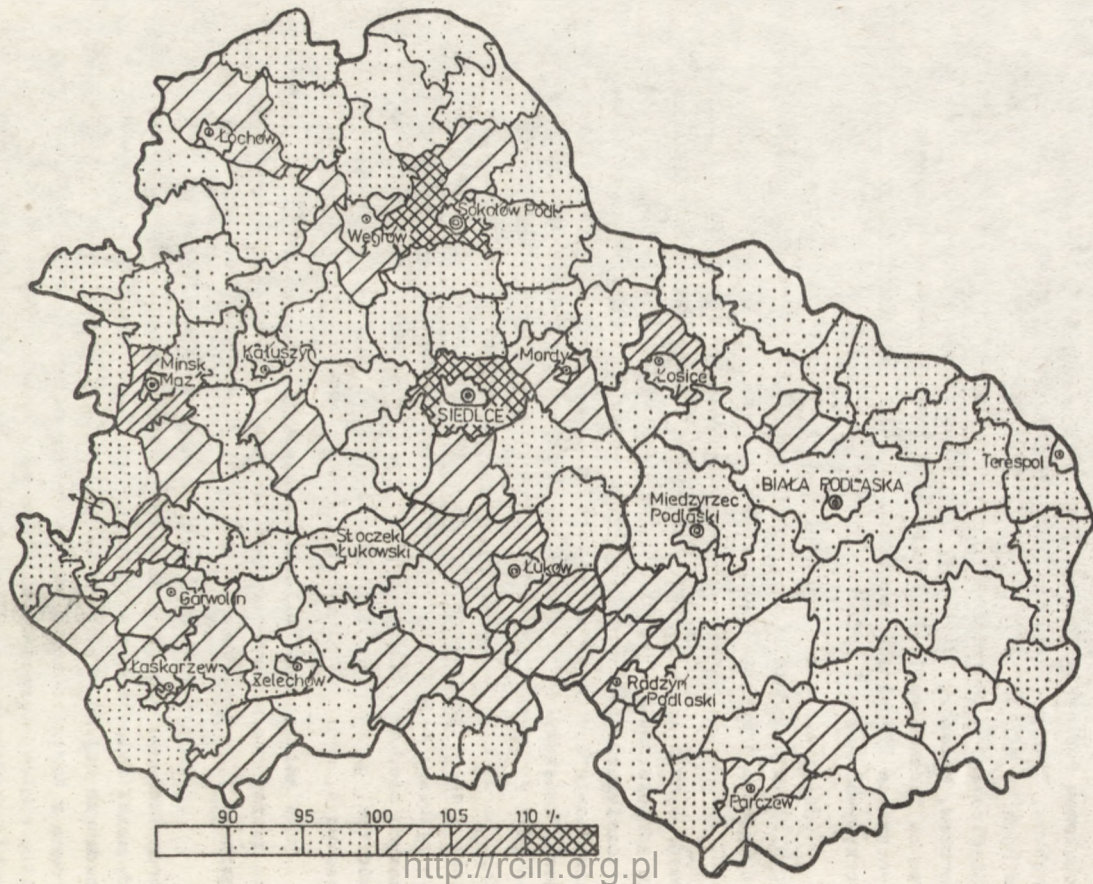 Łochów
Sokołów Podl.
Węgrów
Mińsk
Maz.
Kałuszyn
Mordy
Łosice
SIEDLCE
Terespol
BIAŁA PODLASKA
Międzyrzec
Podlaski
Stoczek
Łukowski
Łuków
Garwolin
Łaskarzew
Żelechów
Radzyń
Podlaski
Parczew
90 95 100 105 110 %
http://rcin.org.pl